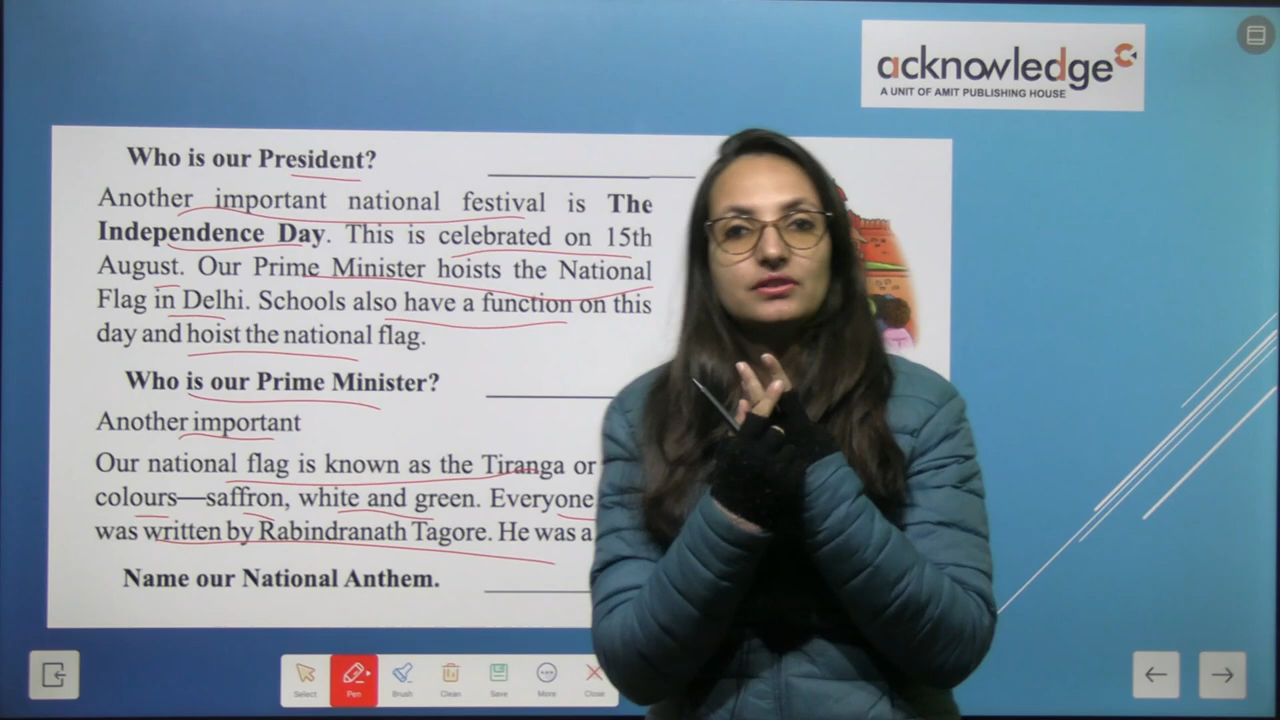 acknowledge
A UNIT OF AMIT PUBLISHING HOUSE
Who is our President?
Another important national festival is The
Independence Day. This is celebrated on 15th
August. Our Prime Minister hoists the National
Flag in Delhi. Schools also have a function on this
day and hoist the national flag.
Who is our Prime Minister?
Another important
Our national flag is known as the Tiranga or
colours—saffron, white and green. Everyone
was written by Rabindranath Tagore. He was a
Name our National Anthem.
Select
Pen
Brush
Clean
Save
More
Close